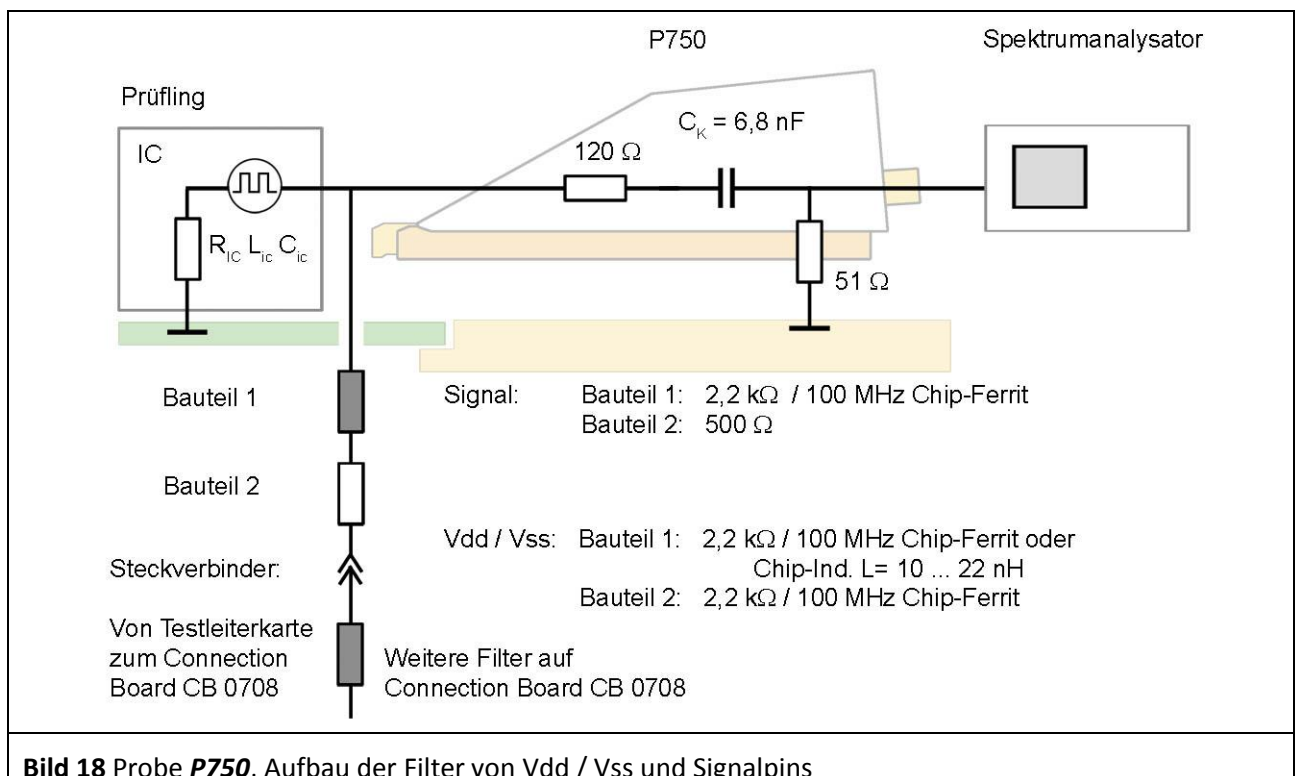 P750
Spektrumanalysator
Prüfling
IC
C_K = 6,8 nF
120 Ω
R_IC L_ic C_ic
51 Ω
Bauteil 1
Signal: Bauteil 1: 2,2 kΩ / 100 MHz Chip-Ferrit
Bauteil 2: 500 Ω
Bauteil 2
Vdd / Vss: Bauteil 1: 2,2 kΩ / 100 MHz Chip-Ferrit oder
Chip-Ind. L= 10 ... 22 nH
Bauteil 2: 2,2 kΩ / 100 MHz Chip-Ferrit
Steckverbinder:
Von Testleiterkarte
zum Connection
Board CB 0708
Weitere Filter auf
Connection Board CB 0708
Bild 18 Probe P750, Aufbau der Filter von Vdd / Vss und Signalpins